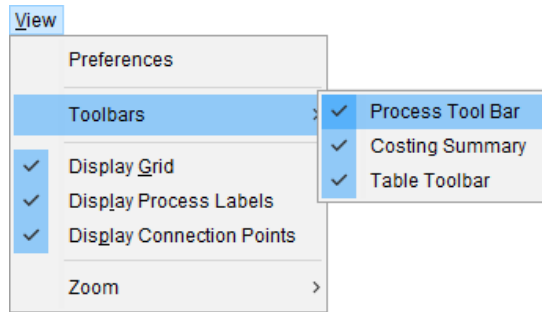 View
Preferences
Toolbars
Process Tool Bar
Costing Summary
Table Toolbar
Display Grid
Display Process Labels
Display Connection Points
Zoom